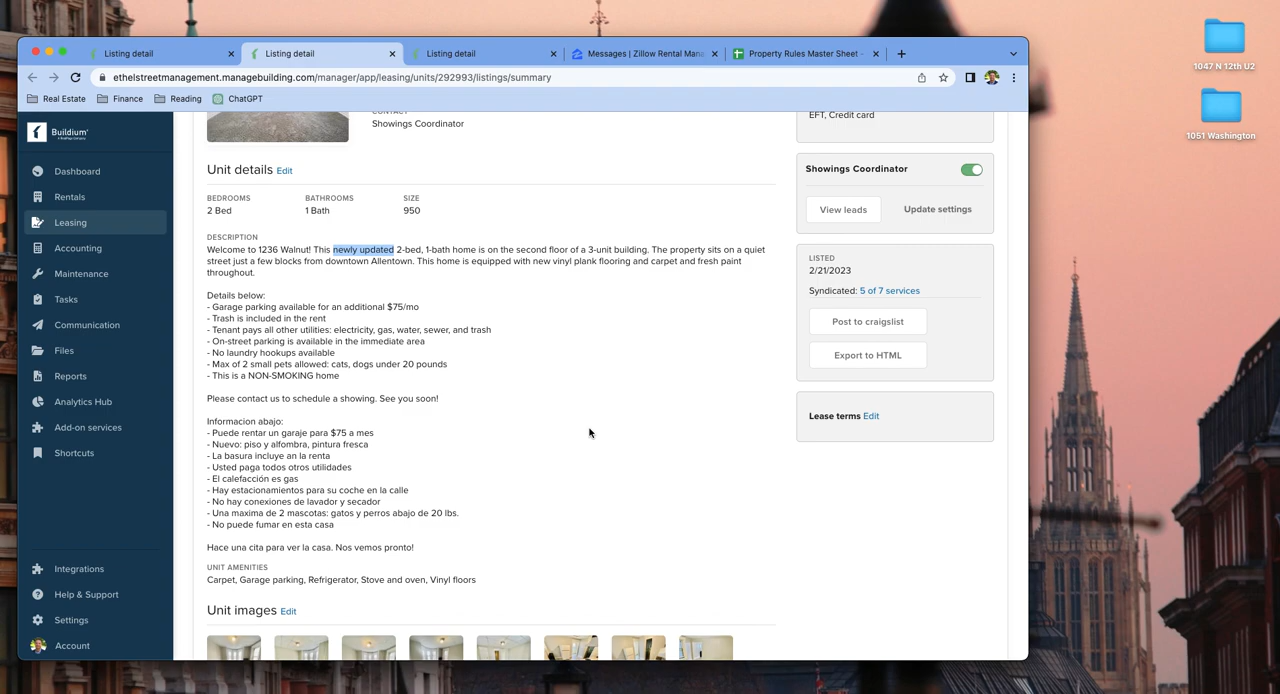 Listing detail
Listing detail
Listing detail
Messages | Zillow Rental Man
Property Rules Master Sheet -
ethelstreetmanagement.managebuilding.com/manager/app/leasing/units/292993/listings/summary
Real Estate
Finance
Reading
ChatGPT
1047 N 12th U2
1051 Washington
Buildium
Dashboard
Rentals
Leasing
Accounting
Maintenance
Tasks
Communication
Files
Reports
Analytics Hub
Add-on services
Shortcuts
Integrations
Help & Support
Settings
Account
Showings Coordinator
Unit details Edit
BEDROOMS BATHROOMS SIZE
2 Bed 1 Bath 950
DESCRIPTION
Welcome to 1236 Walnut! This newly updated 2-bed, 1-bath home is on the second floor of a 3-unit building. The property sits on a quiet
street just a few blocks from downtown Allentown. This home is equipped with new vinyl plank flooring and carpet and fresh paint
throughout.
Details below:
- Garage parking available for an additional $75/mo
- Trash is included in the rent
- Tenant pays all other utilities: electricity, gas, water, sewer, and trash
- On-street parking is available in the immediate area
- No laundry hookups available
- Max of 2 small pets allowed: cats, dogs under 20 pounds
- This is a NON-SMOKING home
Please contact us to schedule a showing. See you soon!
Informacion abajo:
- Puede rentar un garaje para $75 a mes
- Nuevo: piso y alfombra, pintura fresca
- La basura incluye an la renta
- Usted paga todos otros utilidades
- El calefacción es gas
- Hay estacionamientos para su coche en la calle
- No hay conexiones de lavador y secador
- Una maxima de 2 mascotas: gatos y perros abajo de 20 lbs.
- No puede fumar en esta casa
Hace una cita para ver la casa. Nos vemos pronto!
UNIT AMENITIES
Carpet, Garage parking, Refrigerator, Stove and oven, Vinyl floors
Unit images Edit
EFT, Credit card
Showings Coordinator
View leads Update settings
LISTED
2/21/2023
Syndicated: 5 of 7 services
Post to craigslist
Export to HTML
Lease terms Edit